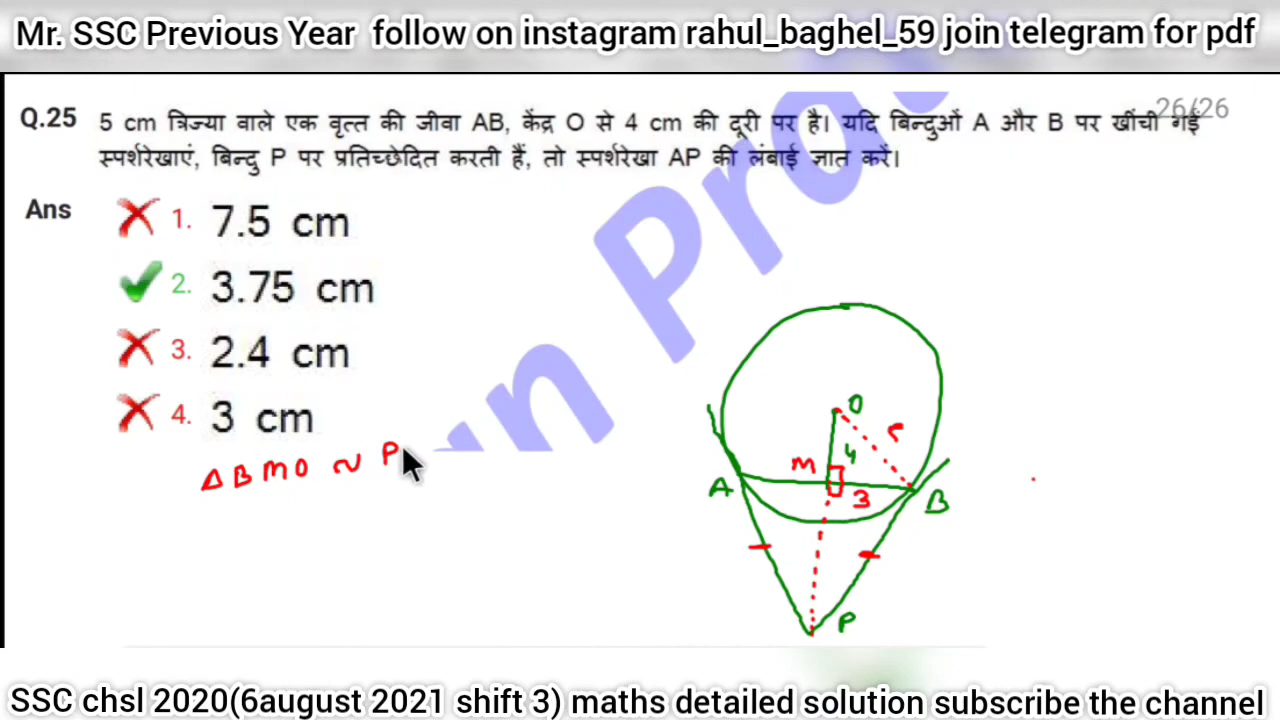 Mr. SSC Previous Year follow on instagram rahul_baghel_59 join telegram for pdf
26/26
Q.25 5 cm त्रिज्या वाले एक वृत्त की जीवा AB, केंद्र O से 4 cm की दूरी पर है। यदि बिन्दुओं A और B पर खींची गई
स्पर्शरेखाएं, बिन्दु P पर प्रतिच्छेदित करती हैं, तो स्पर्शरेखा AP की लंबाई ज्ञात करें।
Ans
1. 7.5 cm
2. 3.75 cm
3. 2.4 cm
4. 3 cm
Δ B M O ~ P
O
4
M
3
A
B
P
SSC chsl 2020(6august 2021 shift 3) maths detailed solution subscribe the channel